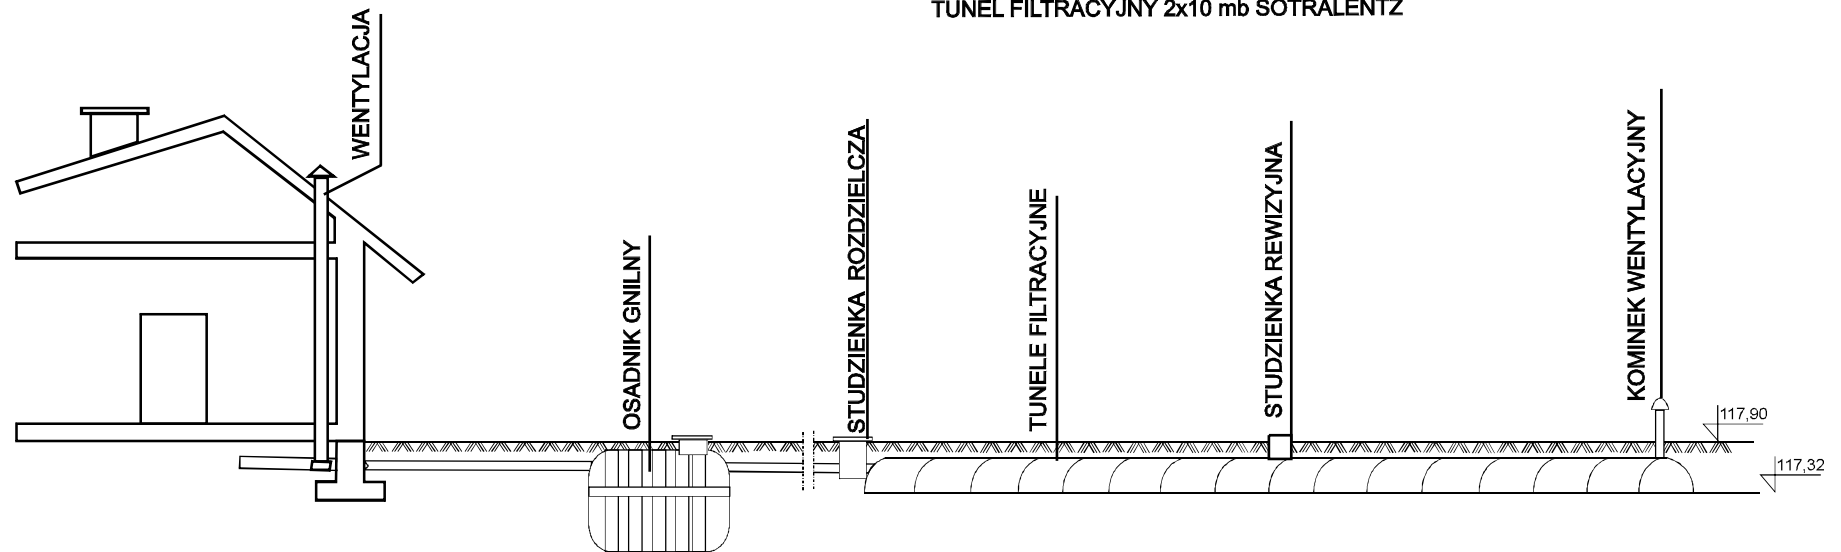 TUNEL FILTRACYJNY 2x10 mb SOTRALENTZ
WENTYLACJA
OSADNIK GNILNY
STUDZIENKA ROZDZIELCZA
TUNELE FILTRACYJNE
STUDZIENKA REWIZYJNA
KOMINEK WENTYLACYJNY
117,90
117,32